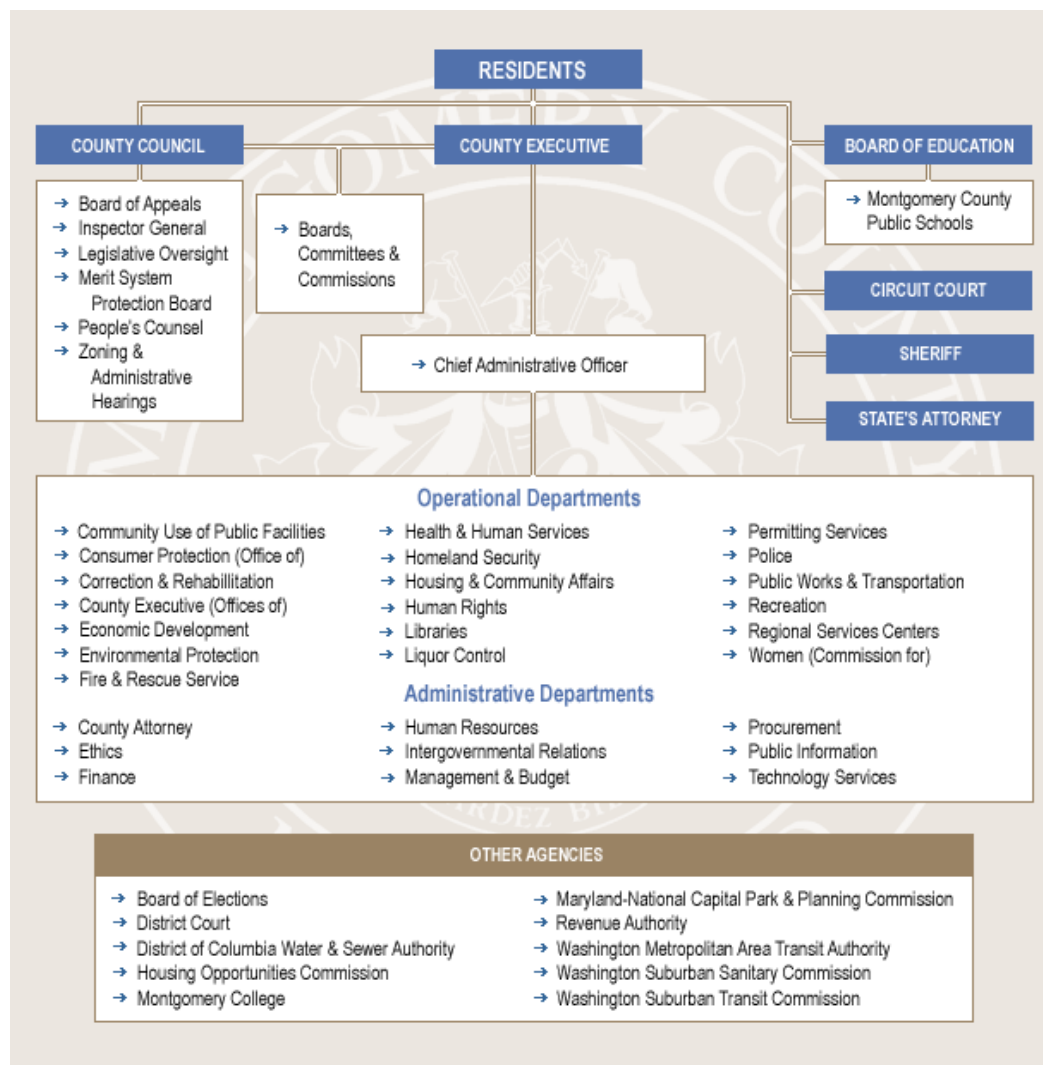 RESIDENTS
COUNTY COUNCIL
COUNTY EXECUTIVE
BOARD OF EDUCATION
→ Board of Appeals
→ Inspector General
→ Legislative Oversight
→ Merit System
Protection Board
→ People's Counsel
→ Zoning &
Administrative
Hearings
→ Boards,
Committees &
Commissions
→ Montgomery County
Public Schools
CIRCUIT COURT
SHERIFF
STATE'S ATTORNEY
→ Chief Administrative Officer
Operational Departments
→ Community Use of Public Facilities
→ Consumer Protection (Office of)
→ Correction & Rehabillitation
→ County Executive (Offices of)
→ Economic Development
→ Environmental Protection
→ Fire & Rescue Service
→ Health & Human Services
→ Homeland Security
→ Housing & Community Affairs
→ Human Rights
→ Libraries
→ Liquor Control
→ Permitting Services
→ Police
→ Public Works & Transportation
→ Recreation
→ Regional Services Centers
→ Women (Commission for)
Administrative Departments
→ County Attorney
→ Ethics
→ Finance
→ Human Resources
→ Intergovernmental Relations
→ Management & Budget
→ Procurement
→ Public Information
→ Technology Services
OTHER AGENCIES
→ Board of Elections
→ District Court
→ District of Columbia Water & Sewer Authority
→ Housing Opportunities Commission
→ Montgomery College
→ Maryland-National Capital Park & Planning Commission
→ Revenue Authority
→ Washington Metropolitan Area Transit Authority
→ Washington Suburban Sanitary Commission
→ Washington Suburban Transit Commission